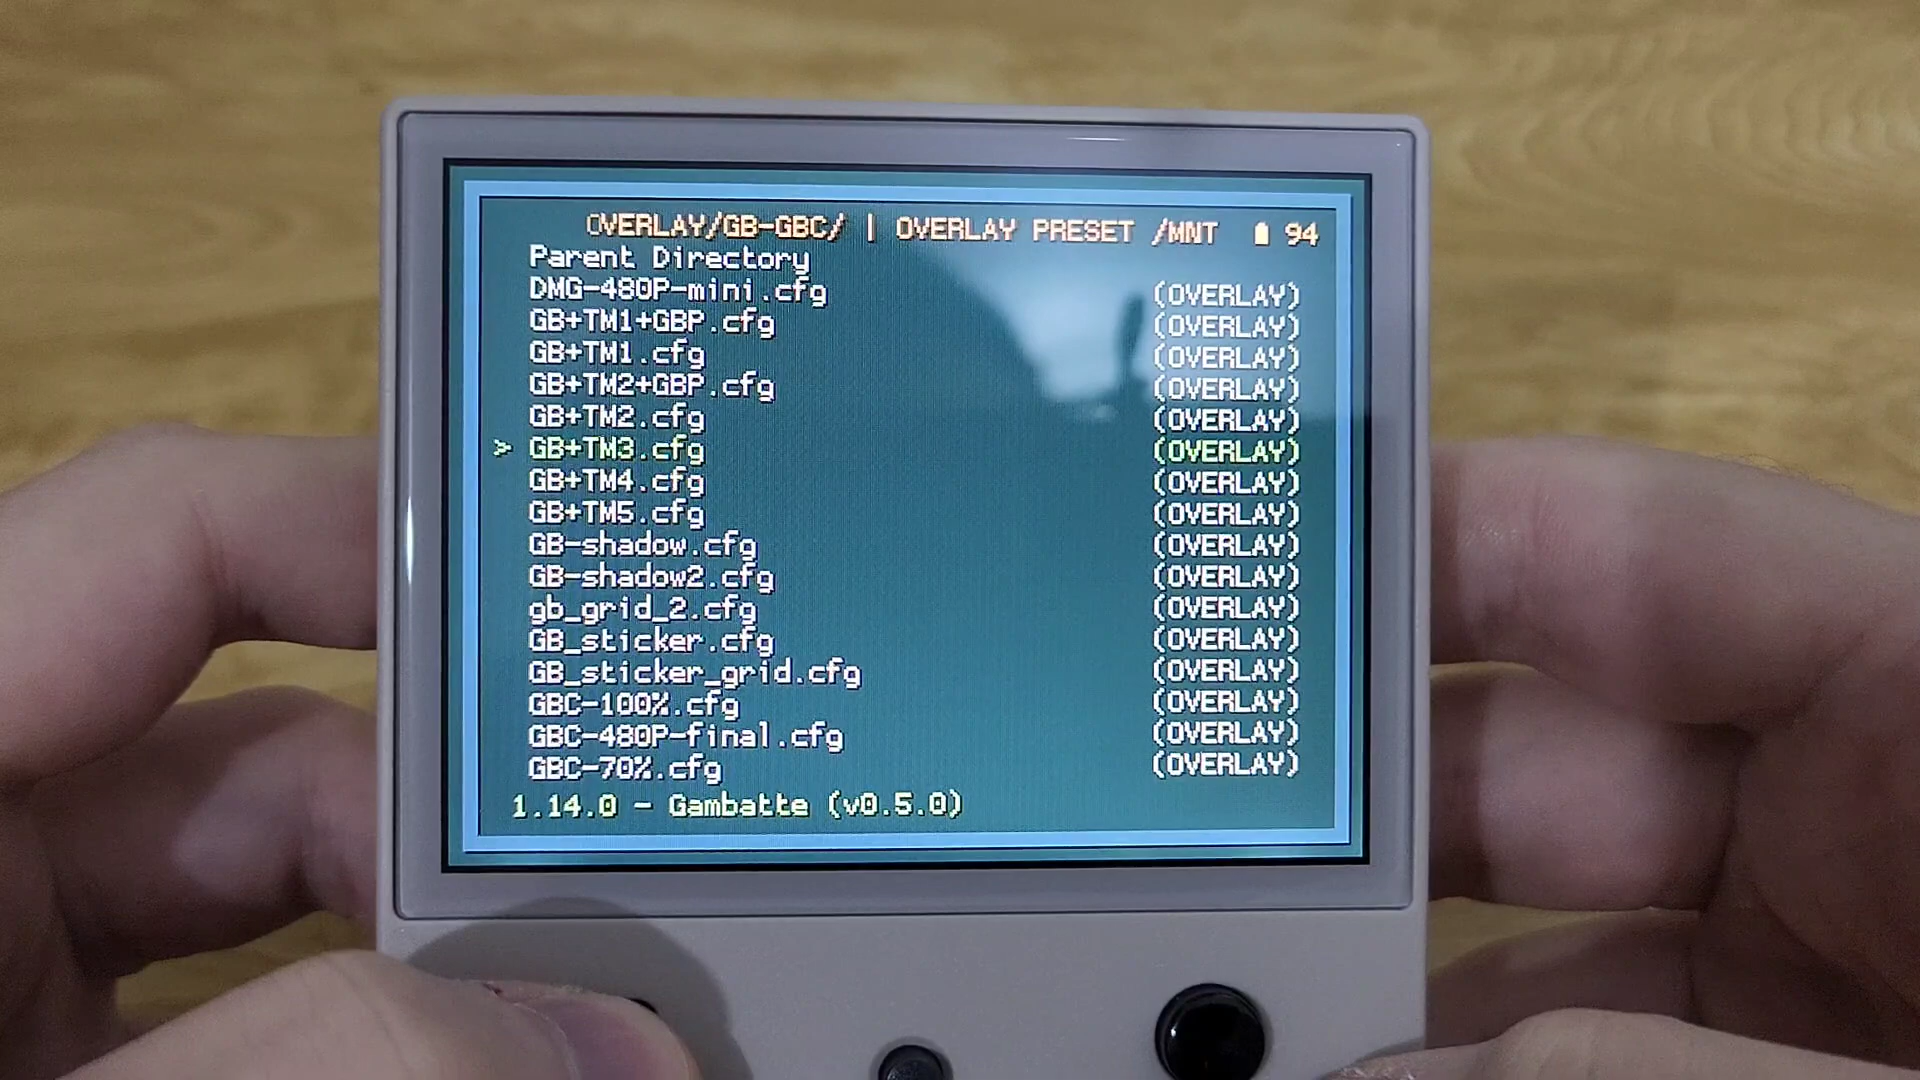 OVERLAY/GB-GBC/ | OVERLAY PRESET /MNT 94
Parent Directory
DMG-480P-mini.cfg (OVERLAY)
GB+TM1+GBP.cfg (OVERLAY)
GB+TM1.cfg (OVERLAY)
GB+TM2+GBP.cfg (OVERLAY)
GB+TM2.cfg (OVERLAY)
> GB+TM3.cfg (OVERLAY)
GB+TM4.cfg (OVERLAY)
GB+TM5.cfg (OVERLAY)
GB-shadow.cfg (OVERLAY)
GB-shadow2.cfg (OVERLAY)
gb_grid_2.cfg (OVERLAY)
GB_sticker.cfg (OVERLAY)
GB_sticker_grid.cfg (OVERLAY)
GBC-100%.cfg (OVERLAY)
GBC-480P-final.cfg (OVERLAY)
GBC-70%.cfg (OVERLAY)
1.14.0 - Gambatte (v0.5.0)